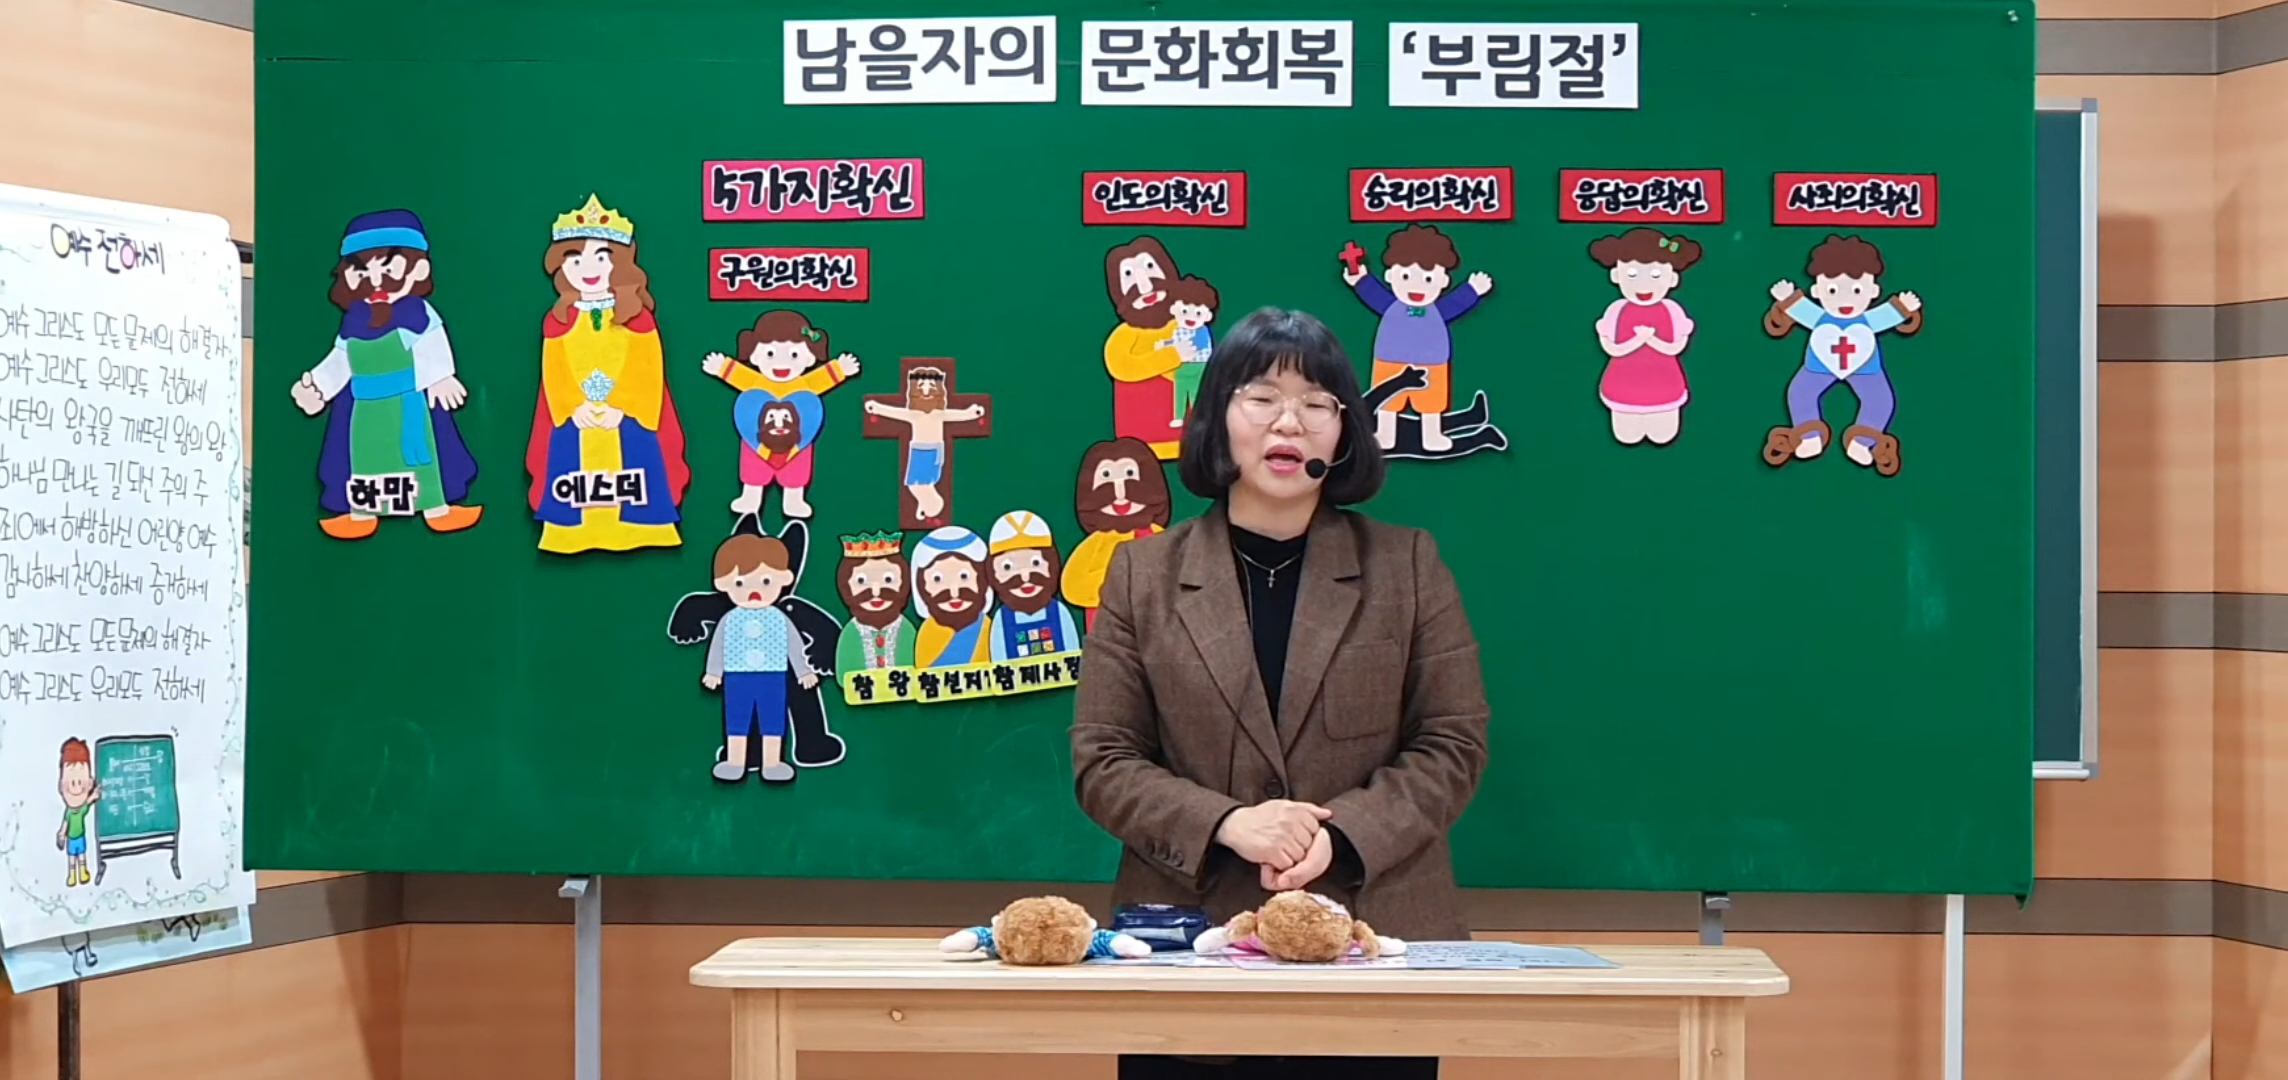 남을자의 문화회복 '부림절'
5가지확신
구원의확신
인도의확신
승리의확신
응답의확신
사죄의확신
하만
에스더
참 왕
참선지
참제사장
예수 전하세
예수 그리스도 모든 문제의 해결자
예수 그리스도 우리모두 전하세
사탄의 왕국을 깨뜨린 왕의 왕
하나님 만나는 길 되신 주의 주
죄에서 해방하신 어린양 예수
감사하세 찬양하세 증거하세
예수 그리스도 모든 문제의 해결자
예수 그리스도 우리모두 전하세